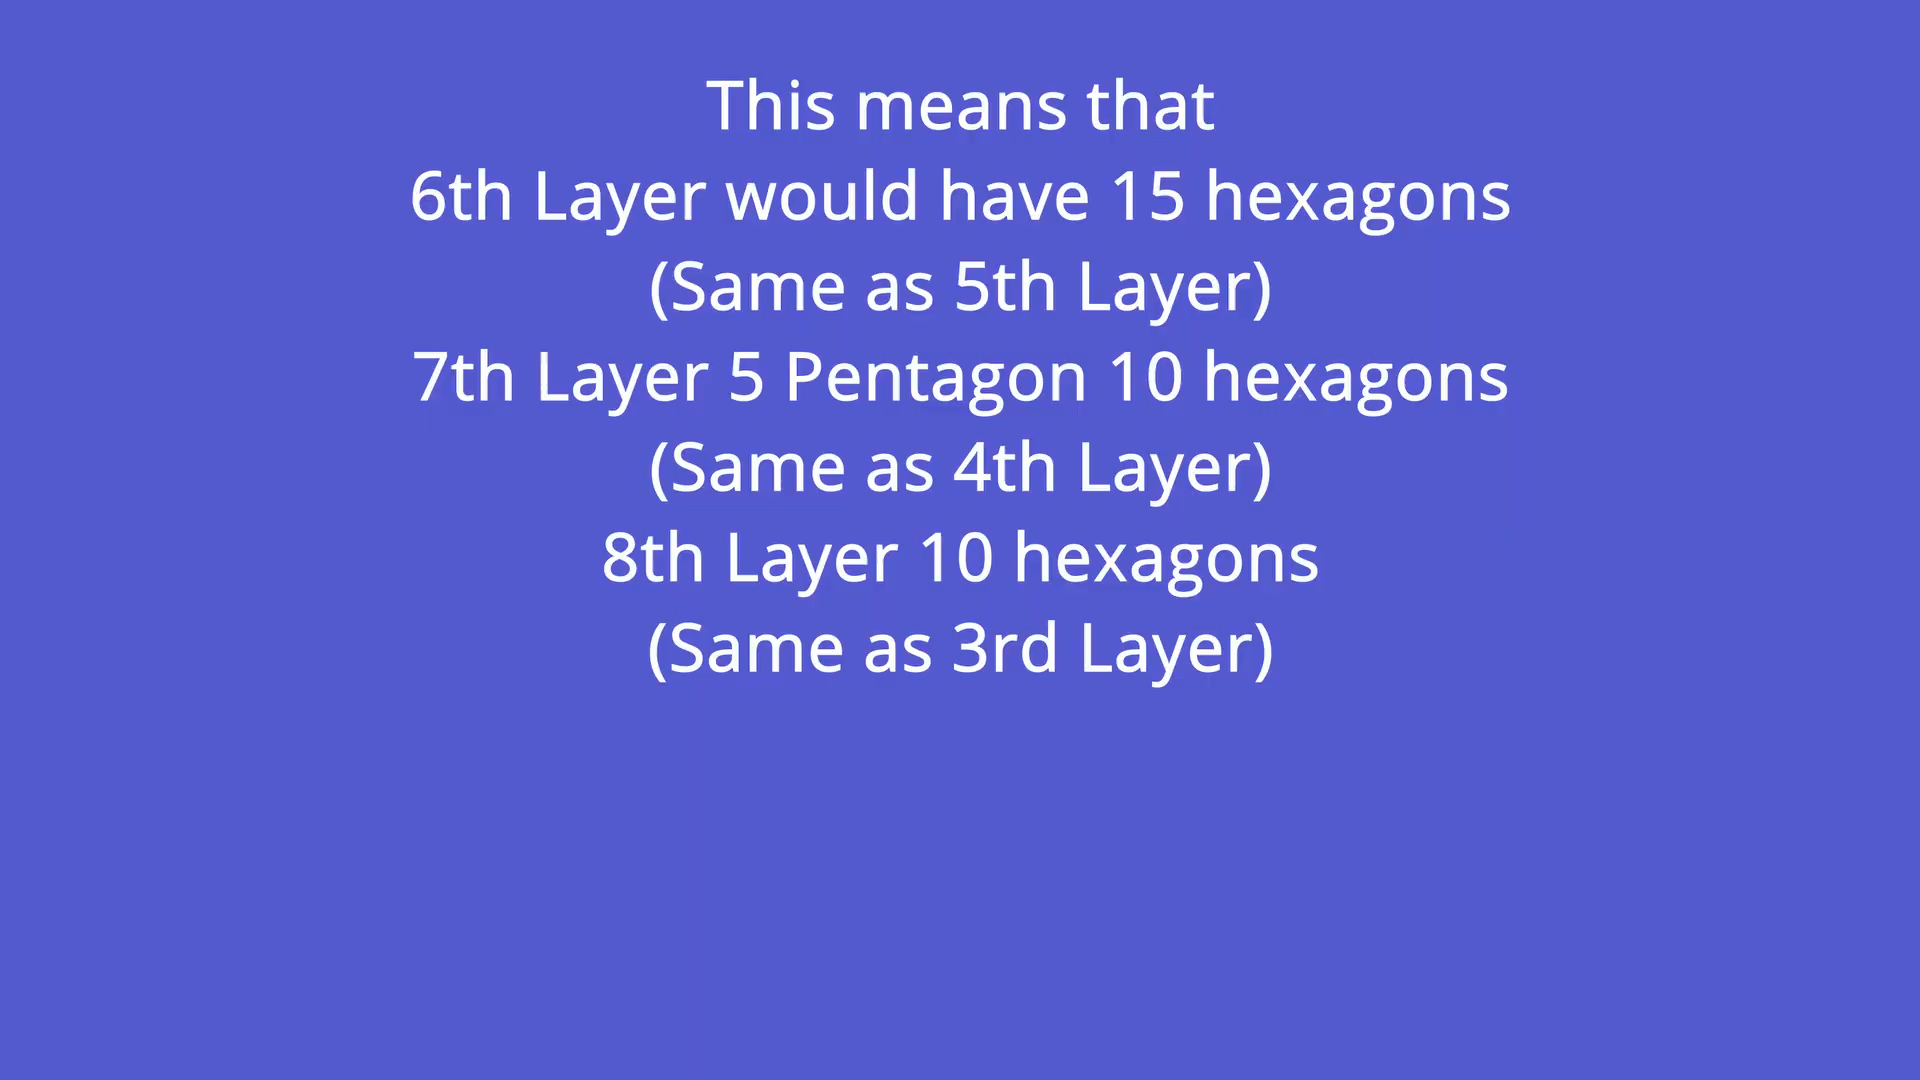 This means that
6th Layer would have 15 hexagons
(Same as 5th Layer)
7th Layer 5 Pentagon 10 hexagons
(Same as 4th Layer)
8th Layer 10 hexagons
(Same as 3rd Layer)